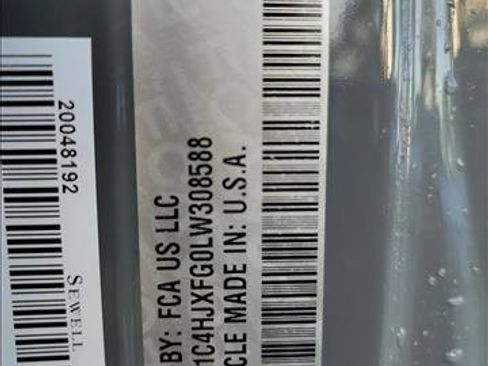 20048192
SEWELL
BY: FCA US LLC
1C4HJXFG0LW308588
CLE MADE IN: U.S.A.